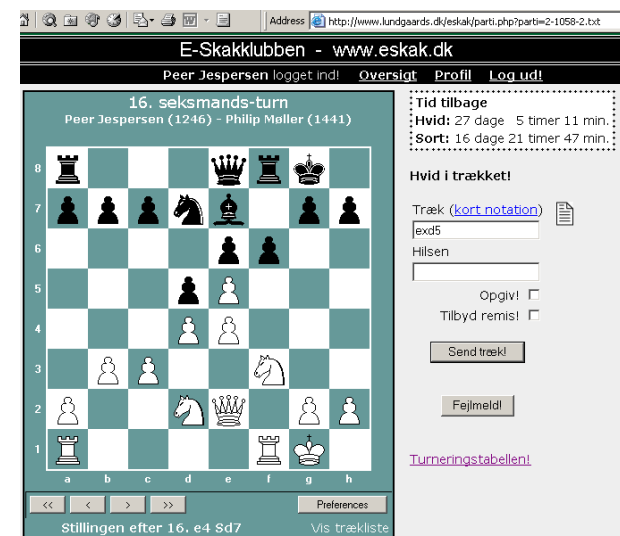 Address http://www.lundgaards.dk/eskak/parti.php?parti=2-1058-2.txt
E-Skakklubben - www.eskak.dk
Peer Jespersen logget ind! Oversigt Profil Log ud!
16. seksmands-turn
Peer Jespersen (1246) - Philip Møller (1441)
8
7
6
5
4
3
2
1
a b c d e f g h
<< < > >> Preferences
Stillingen efter 16. e4 Sd7 Vis trækliste
Tid tilbage
Hvid: 27 dage 5 timer 11 min.
Sort: 16 dage 21 timer 47 min.
Hvid i trækket!
Træk (kort notation)
exd5
Hilsen
Opgiv!
Tilbyd remis!
Send træk!
Fejlmeld!
Turneringstabellen!